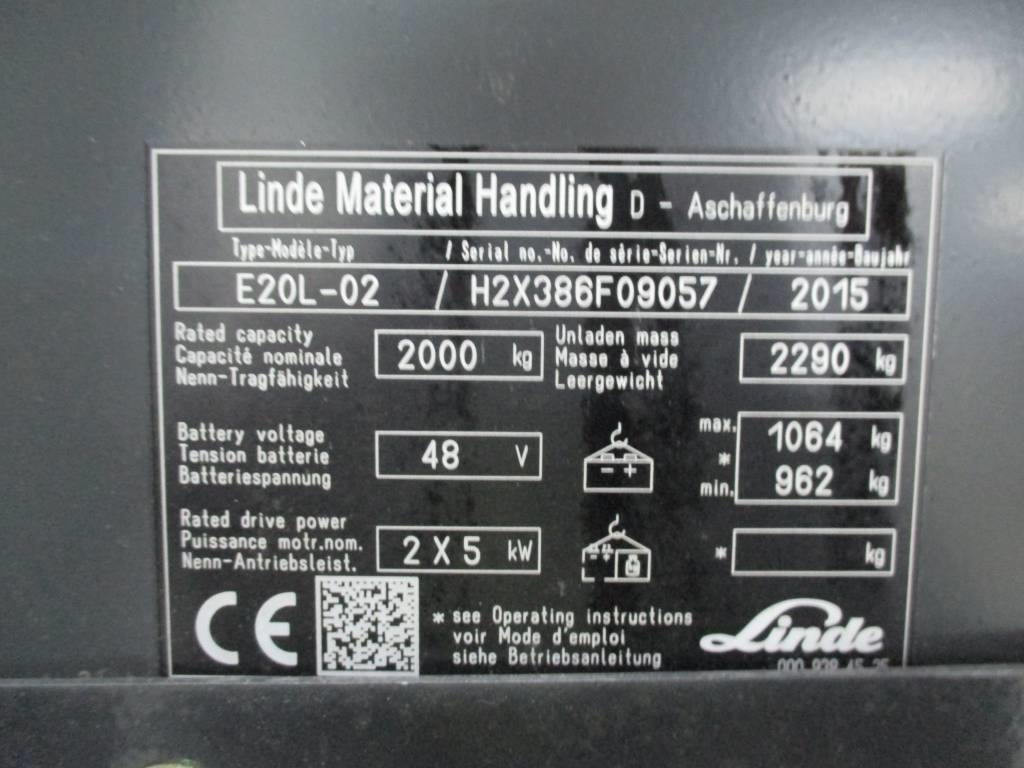 Linde Material Handling D - Aschaffenburg
Type-Modèle-Typ / Serial no.-No. de série-Serien-Nr. / year-année-Baujahr
E20L-02 / H2X386F09057 / 2015
Rated capacity
Capacité nominale
Nenn-Tragfähigkeit
2000 kg
Unladen mass
Masse à vide
Leergewicht
2290 kg
Battery voltage
Tension batterie
Batteriespannung
48 V
- +
max. 1064 kg
*
min. 962 kg
Rated drive power
Puissance motr.nom.
Nenn-Antriebsleist.
2 X 5 kW
* kg
CE
* see Operating instructions
voir Mode d'emploi
siehe Betriebsanleitung
Linde